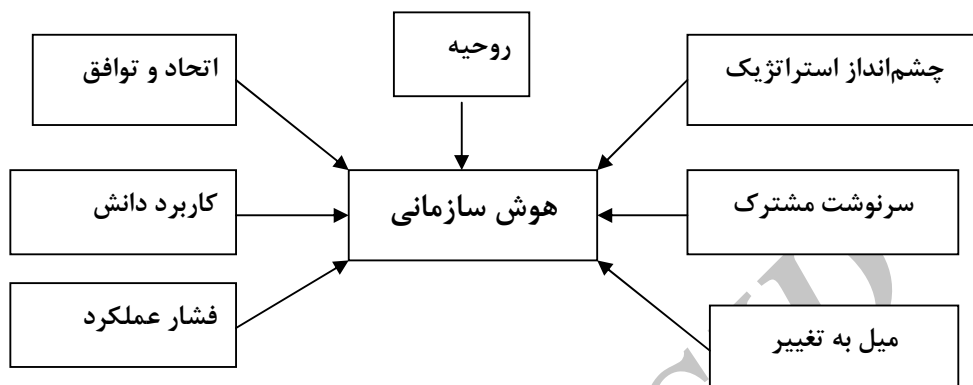 روحیه
چشم‌انداز استراتژیک
اتحاد و توافق
سرنوشت مشترک
هوش سازمانی
کاربرد دانش
میل به تغییر
فشار عملکرد